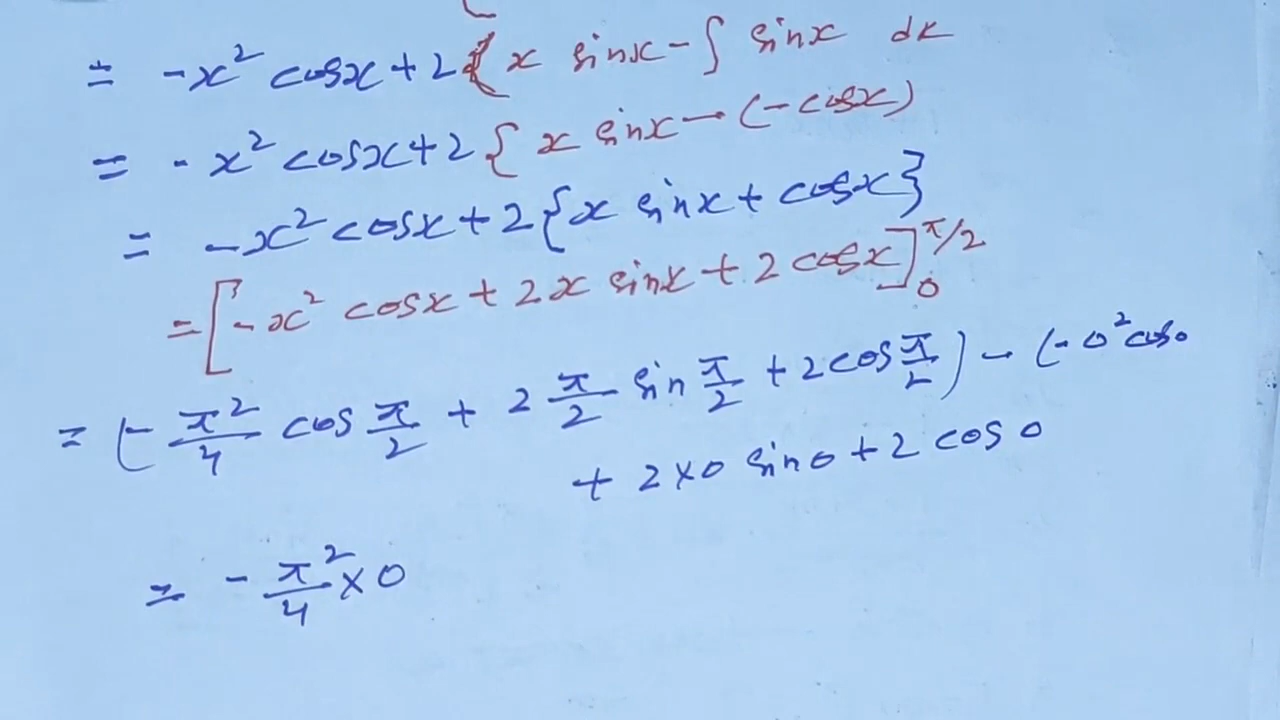 = -x² cosx + 2{ x sinx - ∫ sinx dx
= -x² cosx + 2{ x sinx - (-cosx)
= -x² cosx + 2{x sinx + cosx}
= [-x² cosx + 2x sinx + 2 cosx]₀^π/2
= (-π²/4 cos π/2 + 2 π/2 sin π/2 + 2 cos π/2) - (-0² cos0
+ 2×0 sin0 + 2 cos 0
= -π²/4 × 0